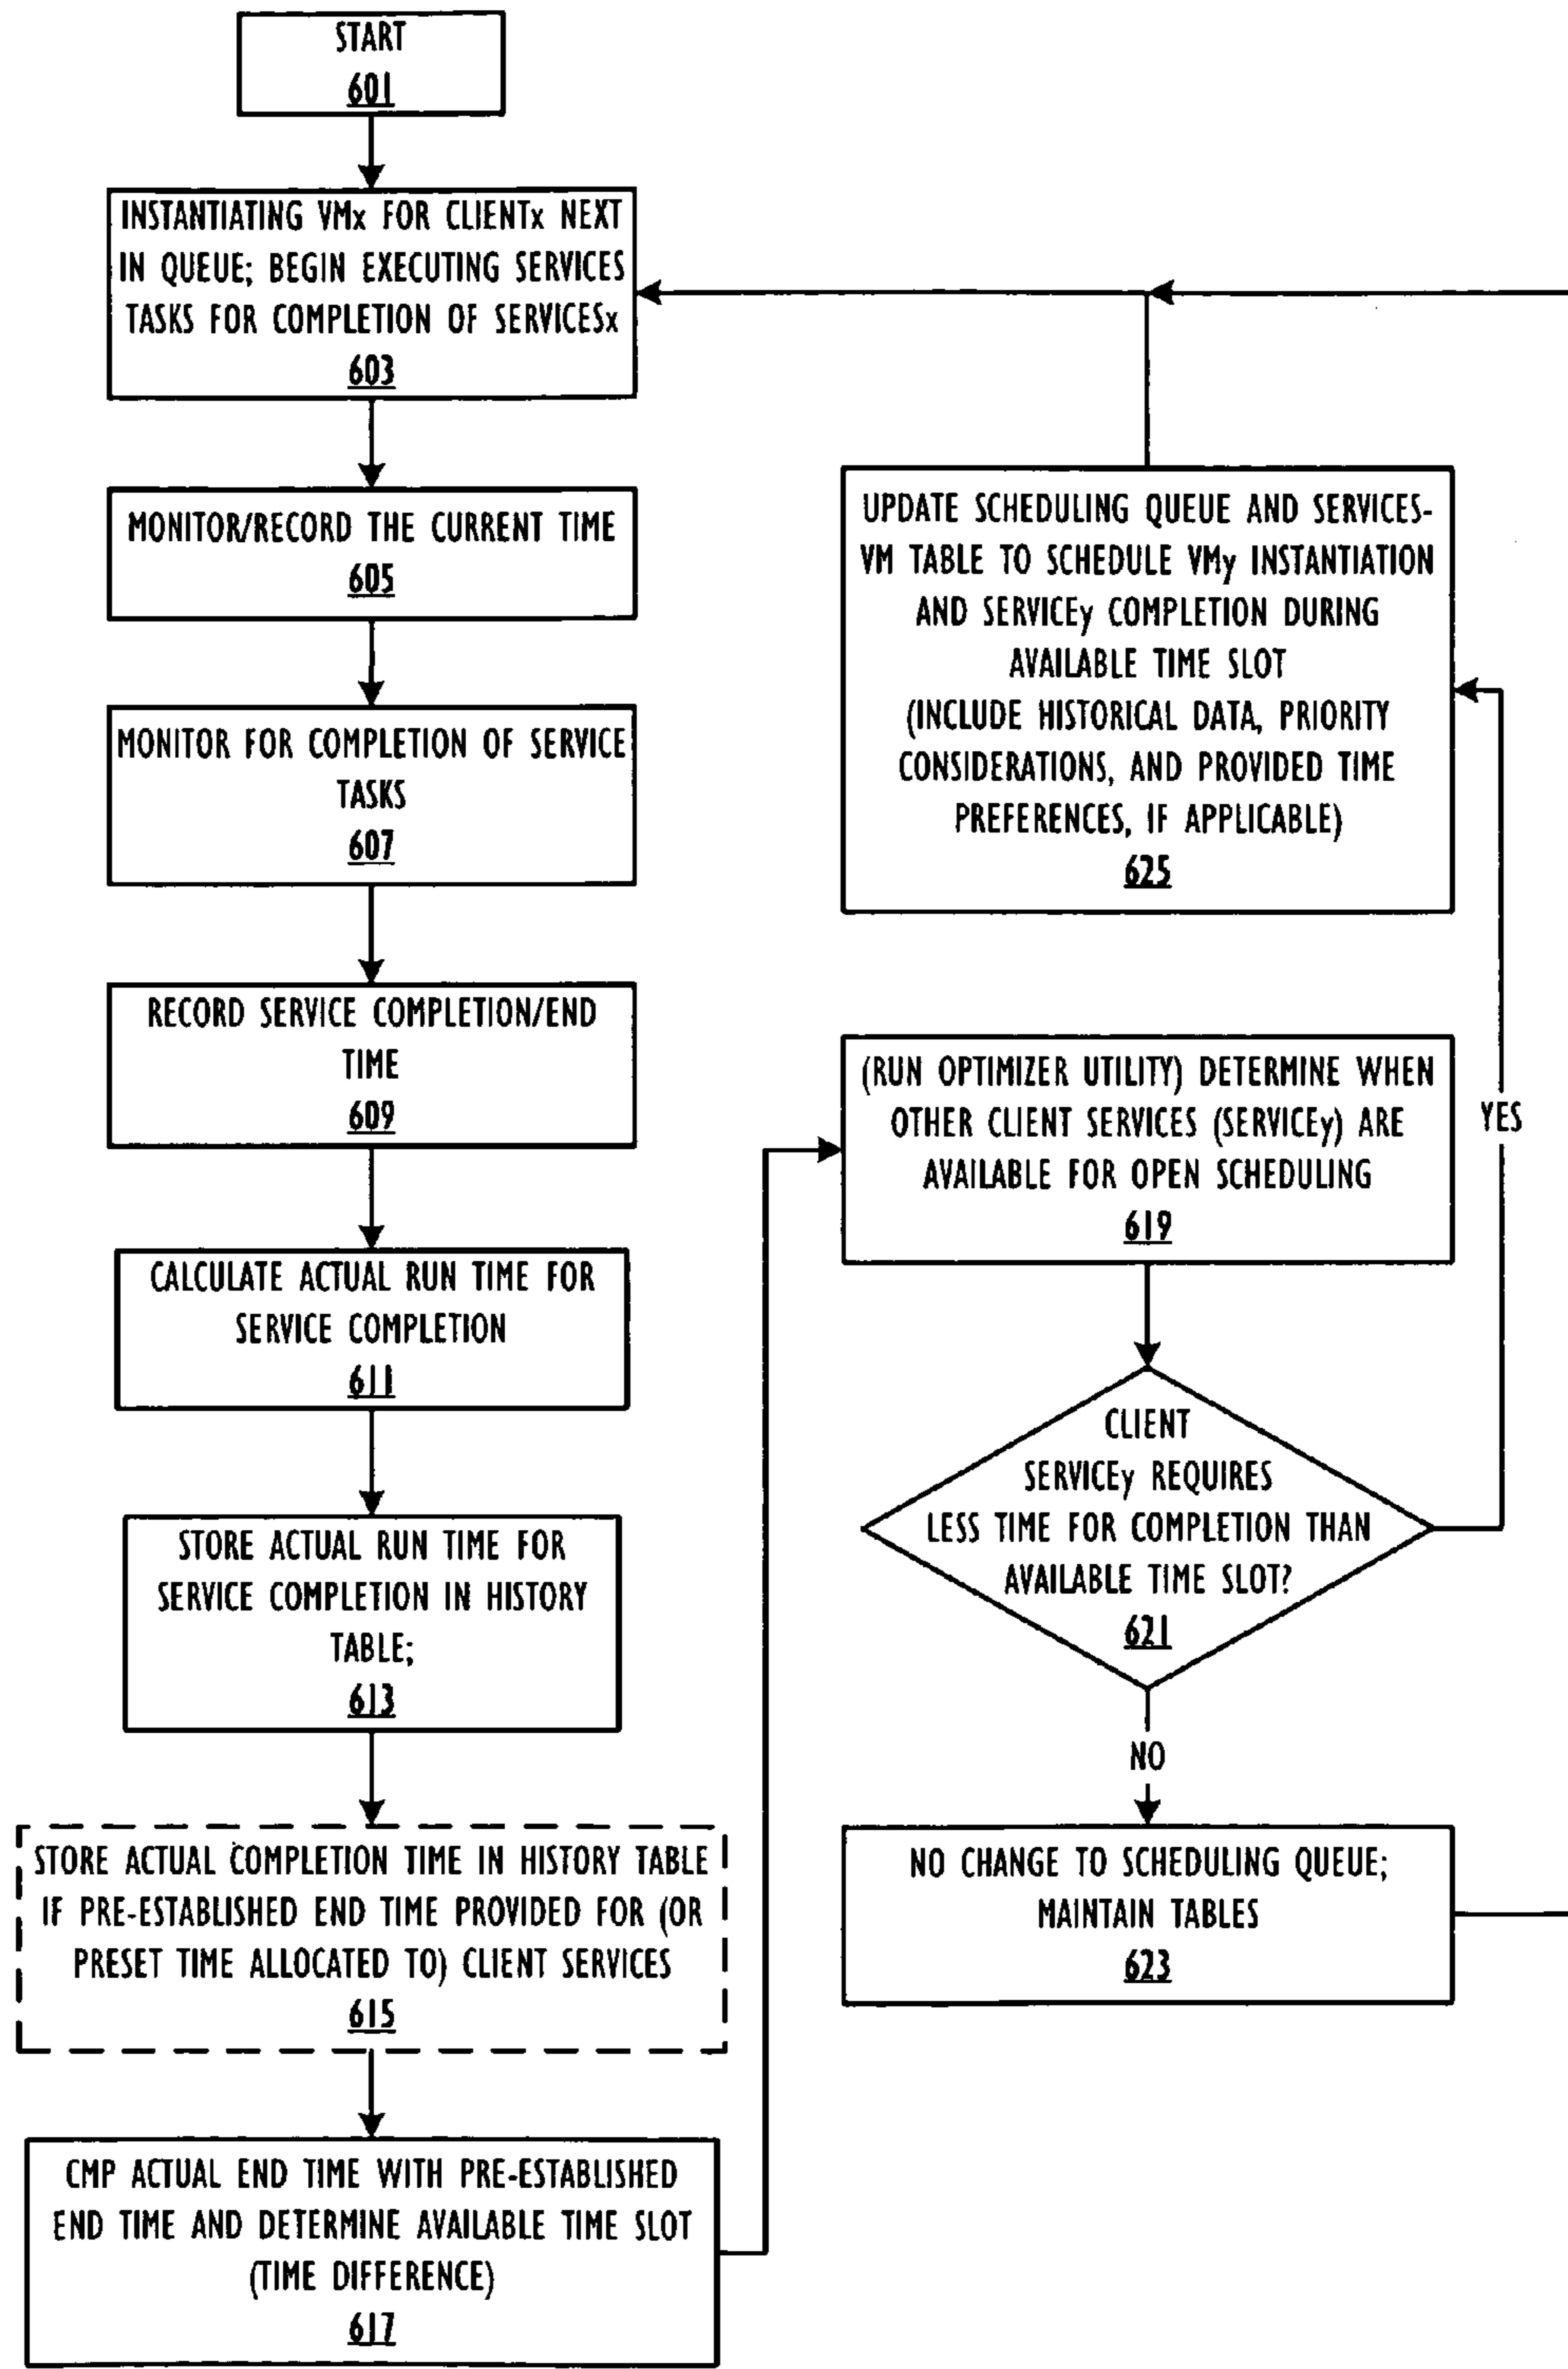 START
601
INSTANTIATING VMx FOR CLIENTx NEXT
IN QUEUE; BEGIN EXECUTING SERVICES
TASKS FOR COMPLETION OF SERVICESx
603
MONITOR/RECORD THE CURRENT TIME
605
MONITOR FOR COMPLETION OF SERVICE
TASKS
607
RECORD SERVICE COMPLETION/END
TIME
609
CALCULATE ACTUAL RUN TIME FOR
SERVICE COMPLETION
611
STORE ACTUAL RUN TIME FOR
SERVICE COMPLETION IN HISTORY
TABLE;
613
STORE ACTUAL COMPLETION TIME IN HISTORY TABLE
IF PRE-ESTABLISHED END TIME PROVIDED FOR (OR
PRESET TIME ALLOCATED TO) CLIENT SERVICES
615
CMP ACTUAL END TIME WITH PRE-ESTABLISHED
END TIME AND DETERMINE AVAILABLE TIME SLOT
(TIME DIFFERENCE)
617
UPDATE SCHEDULING QUEUE AND SERVICES-
VM TABLE TO SCHEDULE VMy INSTANTIATION
AND SERVICEy COMPLETION DURING
AVAILABLE TIME SLOT
(INCLUDE HISTORICAL DATA, PRIORITY
CONSIDERATIONS, AND PROVIDED TIME
PREFERENCES, IF APPLICABLE)
625
(RUN OPTIMIZER UTILITY) DETERMINE WHEN
OTHER CLIENT SERVICES (SERVICEy) ARE
AVAILABLE FOR OPEN SCHEDULING
619
YES
CLIENT
SERVICEy REQUIRES
LESS TIME FOR COMPLETION THAN
AVAILABLE TIME SLOT?
621
NO
NO CHANGE TO SCHEDULING QUEUE;
MAINTAIN TABLES
623